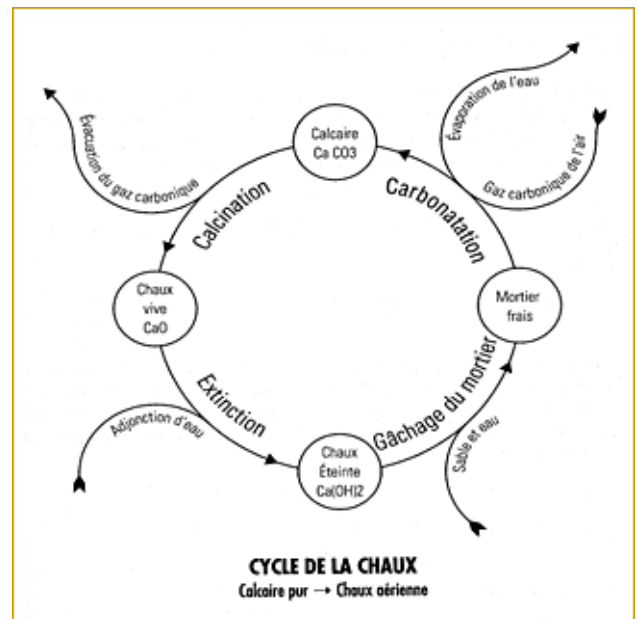 Calcaire
Ca CO3
Évaporation de l'eau
Gaz carbonique de l'air
Carbonatation
Évacuation du gaz carbonique
Calcination
Chaux
vive
CaO
Mortier
frais
Extinction
Adjonction d'eau
Gâchage du mortier
Sable et eau
Chaux
Éteinte
Ca(OH)2
CYCLE DE LA CHAUX
Calcaire pur → Chaux aérienne